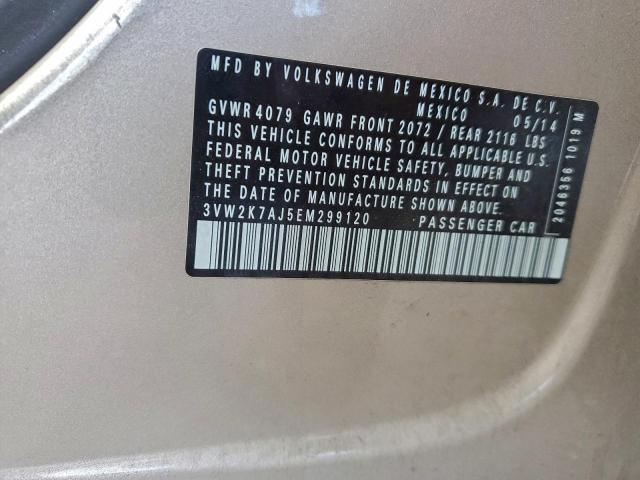 MFD BY VOLKSWAGEN DE MEXICO S.A. DE C.V.
MEXICO 05/14
GVWR 4079 GAWR FRONT 2072 / REAR 2116 LBS
THIS VEHICLE CONFORMS TO ALL APPLICABLE U.S.
FEDERAL MOTOR VEHICLE SAFETY, BUMPER AND
THEFT PREVENTION STANDARDS IN EFFECT ON
THE DATE OF MANUFACTURE SHOWN ABOVE
3VW2K7AJ5EM299120 PASSENGER CAR
2046356 1019 M